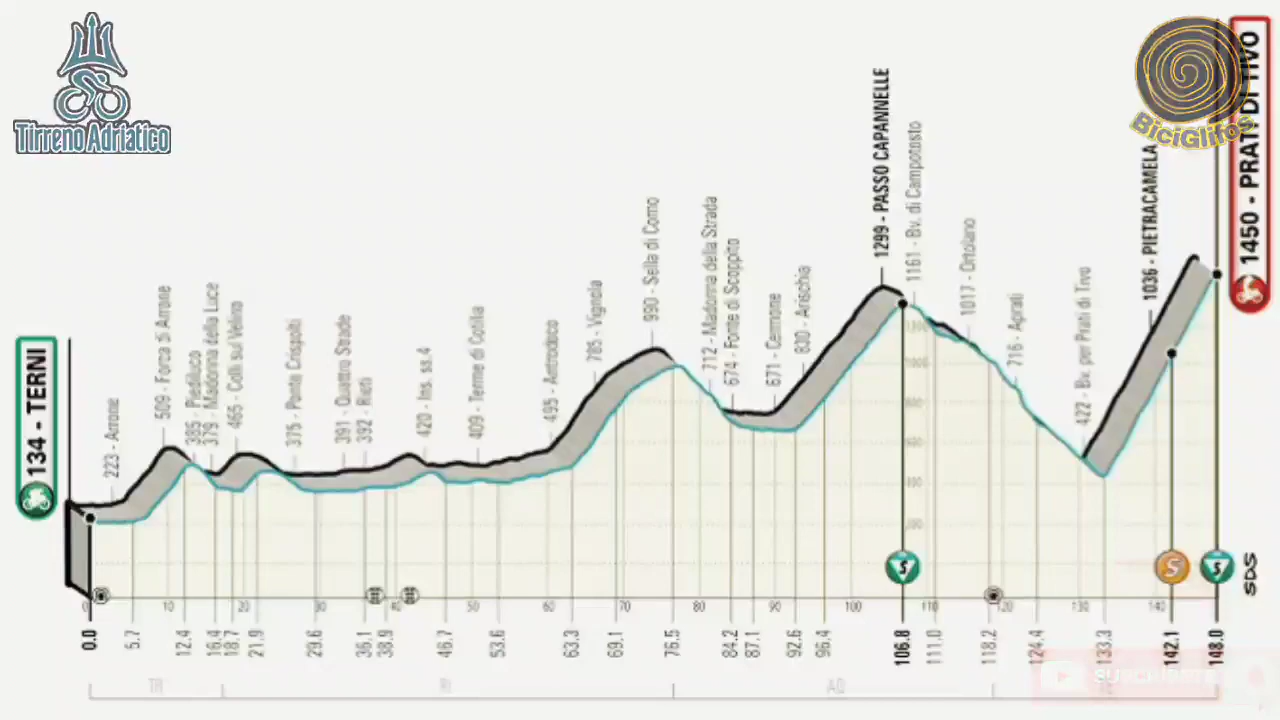 Tirreno Adriatico
BiciGlifos
134 - TERNI
223 - Arrone
509 - Forca di Arrone
385 - Piediluco
379 - Madonna della Luce
465 - Colli sul Velino
375 - Ponte Crispolti
391 - Quattro Strade
392 - Rieti
420 - Ins. ss.4
409 - Terme di Cotilia
495 - Antrodoco
785 - Vignola
990 - Sella di Corno
712 - Madonna della Strada
674 - Fonte di Scoppito
671 - Cermone
830 - Arischia
1299 - PASSO CAPANNELLE
1161 - Bv. di Campotosto
1017 - Ortolano
716 - Aprati
422 - Bv. per Prati di Tivo
1036 - PIETRACAMELA
1450 - PRATI DI TIVO
S S S
SDS
0 10 20 30 40 50 60 70 80 90 100 110 120 130 140
0.0 5.7 12.4 16.4 18.7 21.9 29.6 36.1 38.9 46.7 53.6 63.3 69.1 76.5 84.2 87.1 92.6 96.4 106.8 111.0 118.2 124.4 133.3 142.1 148.0
TR RI AQ